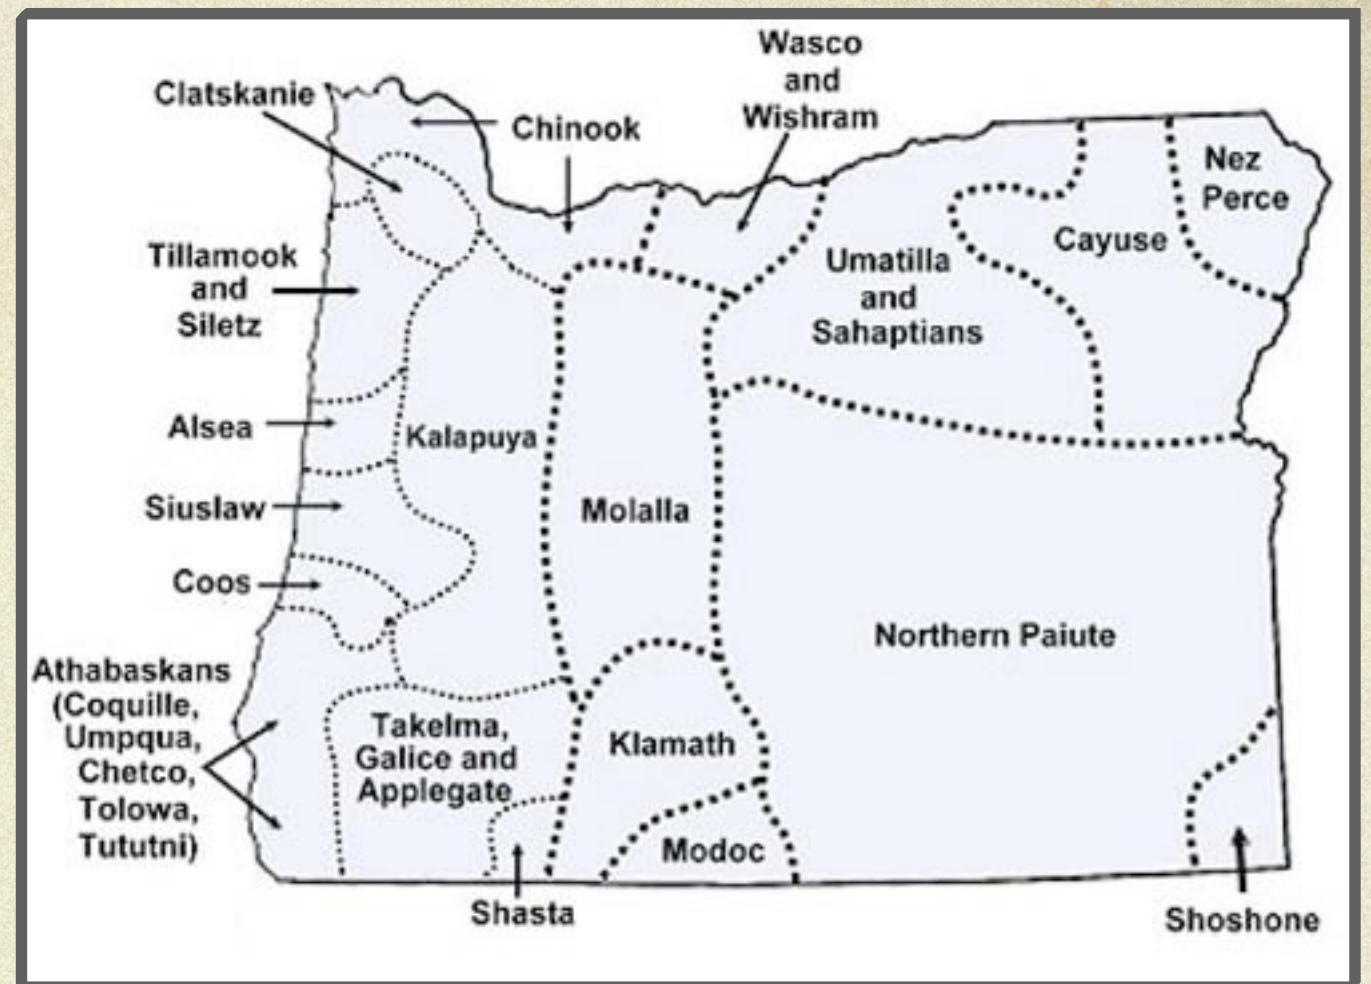 Wasco
and
Wishram
Clatskanie
Chinook
Nez
Perce
Cayuse
Tillamook
and
Siletz
Umatilla
and
Sahaptians
Alsea
Kalapuya
Siuslaw
Molalla
Coos
Northern Paiute
Athabaskans
(Coquille,
Umpqua,
Chetco,
Tolowa,
Tututni)
Takelma,
Galice and
Applegate
Klamath
Modoc
Shasta
Shoshone